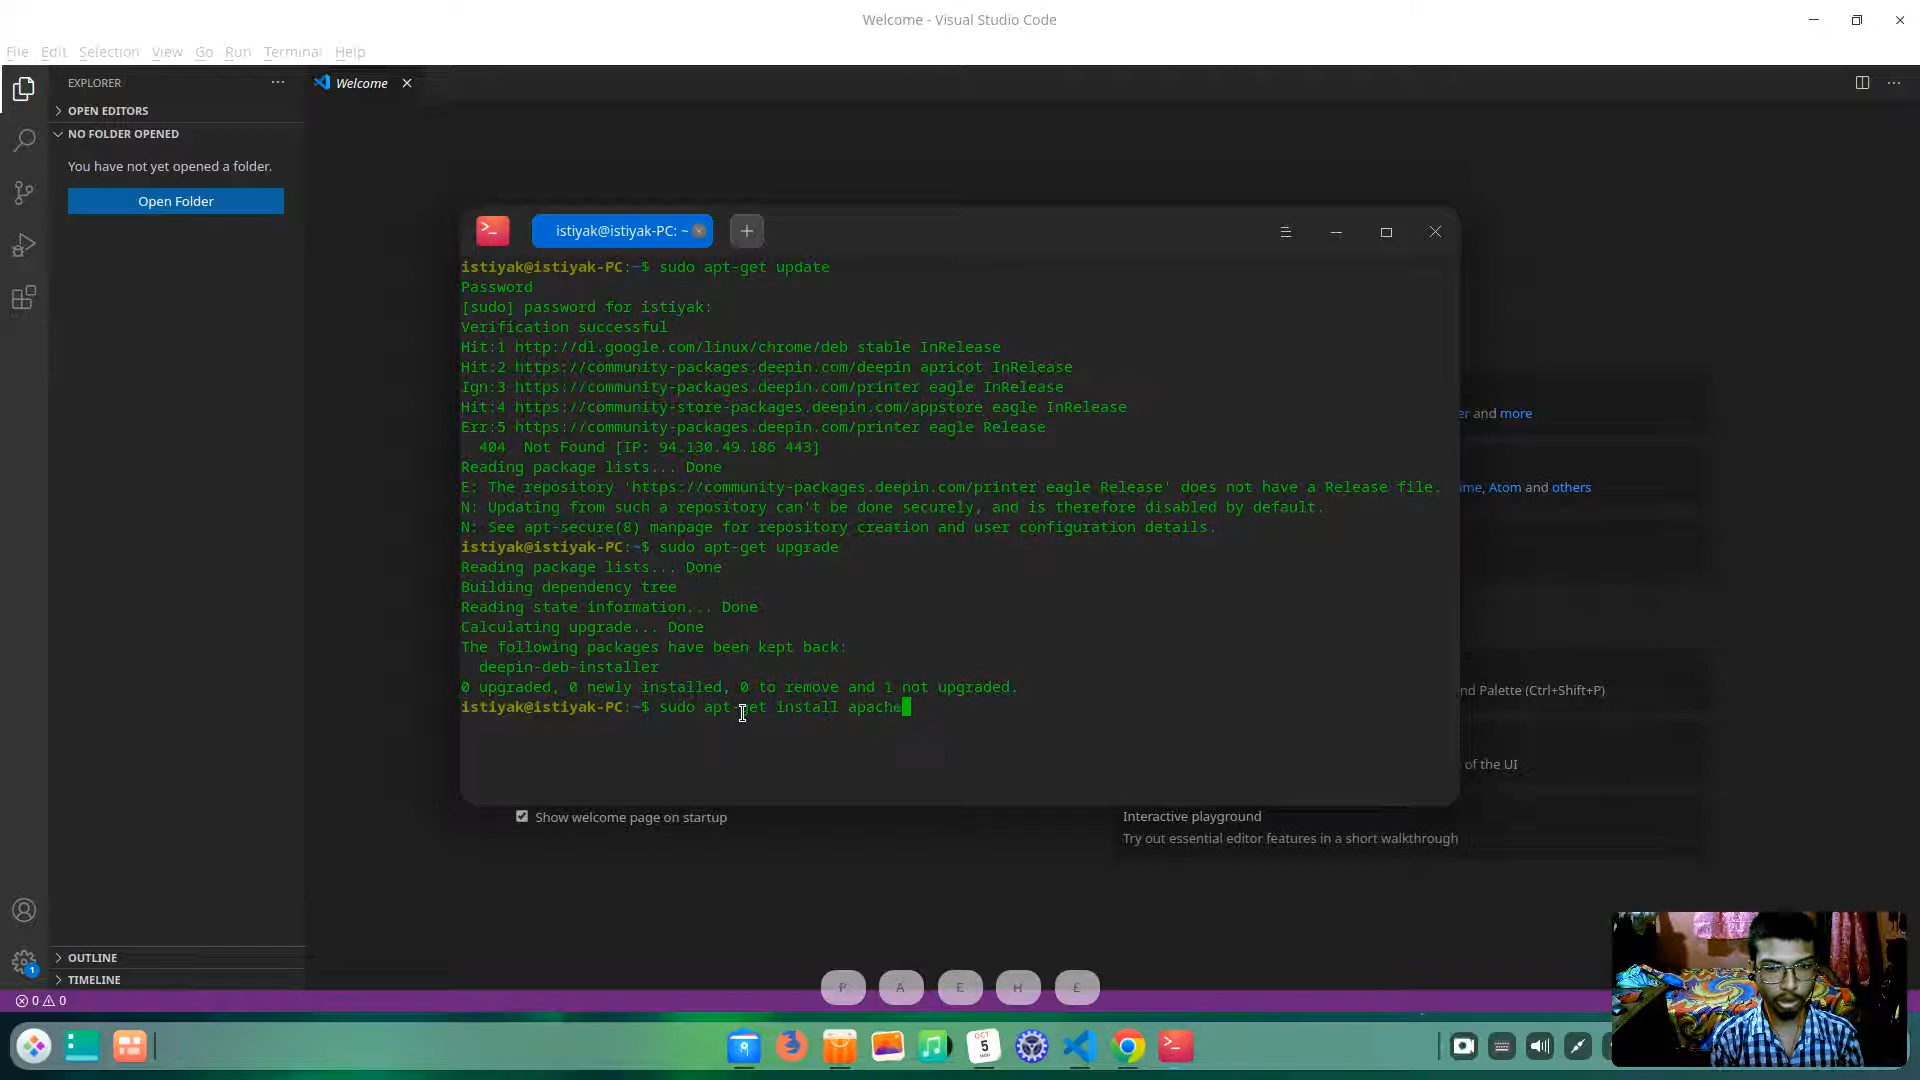 Welcome - Visual Studio Code
File Edit Selection View Go Run Terminal Help
EXPLORER
Welcome
OPEN EDITORS
NO FOLDER OPENED
You have not yet opened a folder.
Open Folder
istiyak@istiyak-PC: ~
istiyak@istiyak-PC:~$ sudo apt-get update
Password
[sudo] password for istiyak:
Verification successful
Hit:1 http://dl.google.com/linux/chrome/deb stable InRelease
Hit:2 https://community-packages.deepin.com/deepin apricot InRelease
Ign:3 https://community-packages.deepin.com/printer eagle InRelease
Hit:4 https://community-store-packages.deepin.com/appstore eagle InRelease
Err:5 https://community-packages.deepin.com/printer eagle Release
404  Not Found [IP: 94.130.49.186 443]
Reading package lists... Done
E: The repository 'https://community-packages.deepin.com/printer eagle Release' does not have a Release file.
N: Updating from such a repository can't be done securely, and is therefore disabled by default.
N: See apt-secure(8) manpage for repository creation and user configuration details.
istiyak@istiyak-PC:~$ sudo apt-get upgrade
Reading package lists... Done
Building dependency tree
Reading state information... Done
Calculating upgrade... Done
The following packages have been kept back:
deepin-deb-installer
0 upgraded, 0 newly installed, 0 to remove and 1 not upgraded.
istiyak@istiyak-PC:~$ sudo apt-get install apache
er and more
me, Atom and others
nd Palette (Ctrl+Shift+P)
of the UI
Show welcome page on startup
Interactive playground
Try out essential editor features in a short walkthrough
OUTLINE
TIMELINE
0 0
P A E H E
1
OCT
5